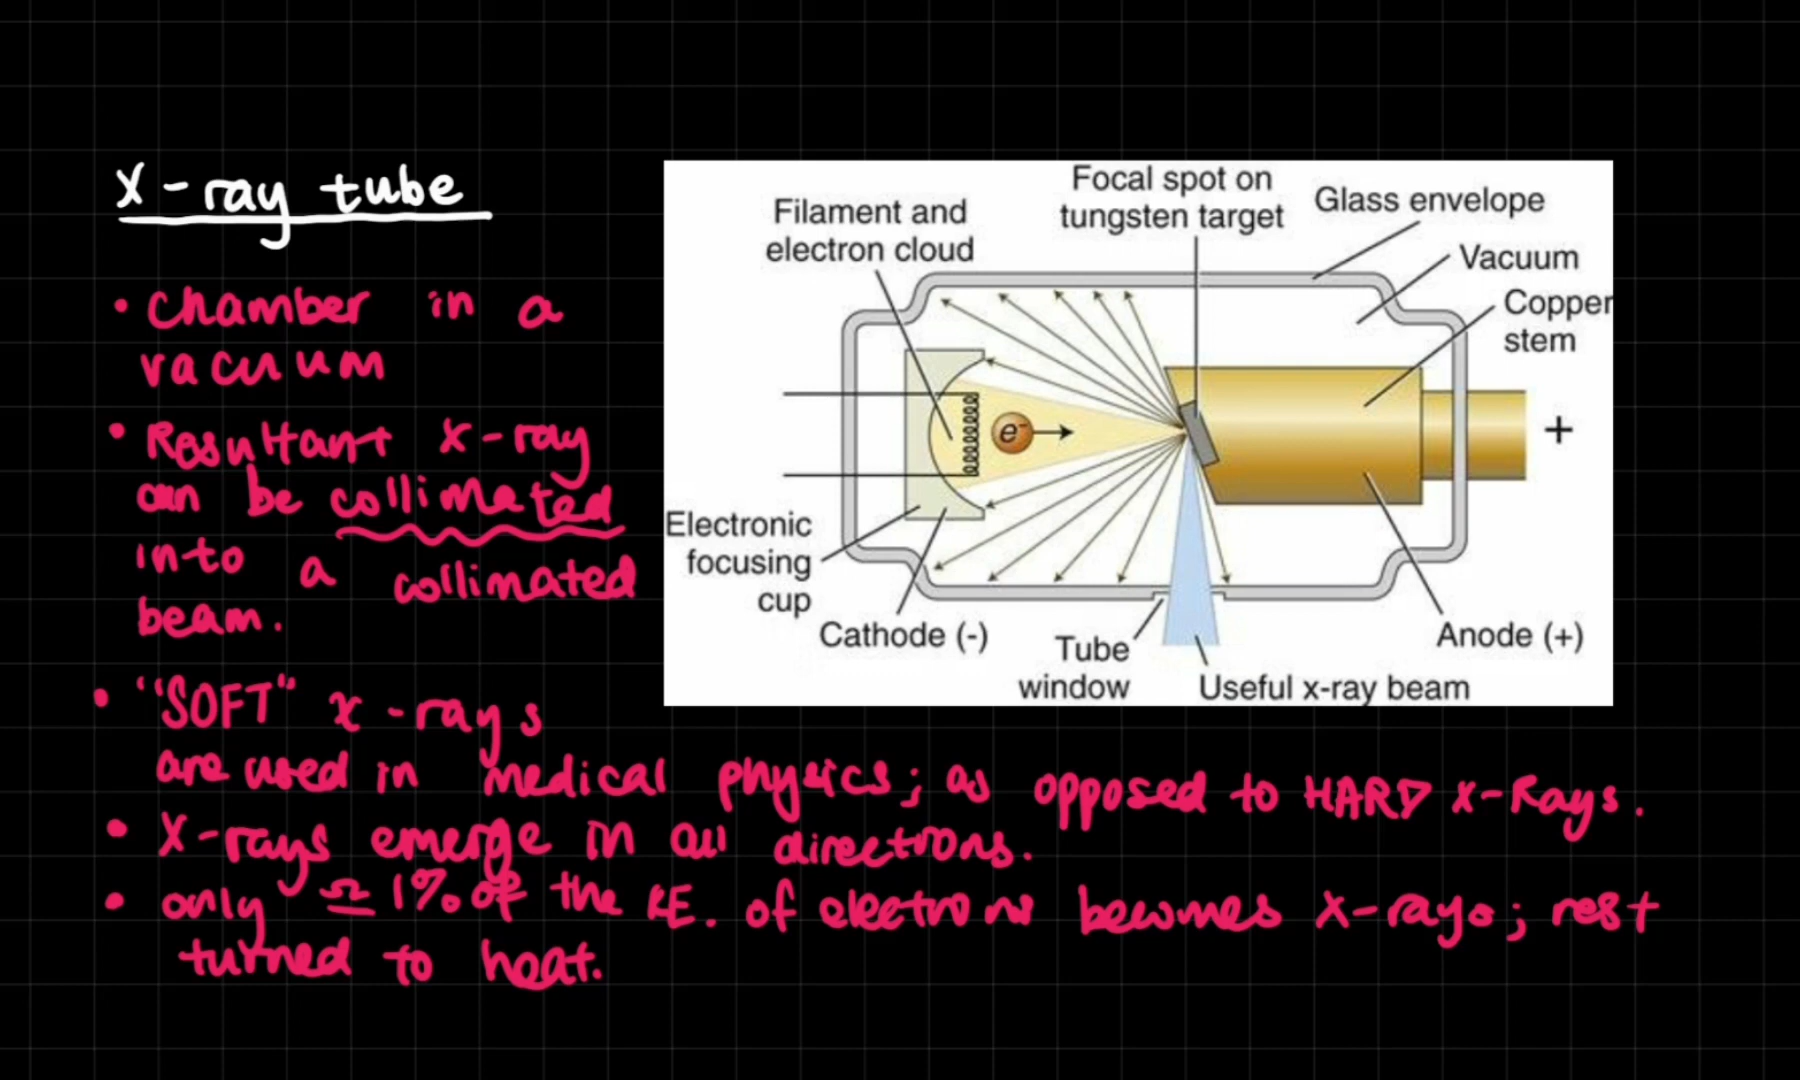 X-ray tube
• Chamber in a
vacuum
• Resultant X-ray
can be collimated
into a collimated
beam.
• "SOFT" x-rays
are used in medical physics; as opposed to HARD X-Rays.
• X-rays emerge in all directions.
• only ≏ 1% of the KE. of electrons becomes X-rays; rest
turned to heat.
Filament and
electron cloud
Focal spot on
tungsten target
Glass envelope
Vacuum
Copper
stem
e⁻
+
Electronic
focusing
cup
Cathode (-)
Tube
window
Useful x-ray beam
Anode (+)